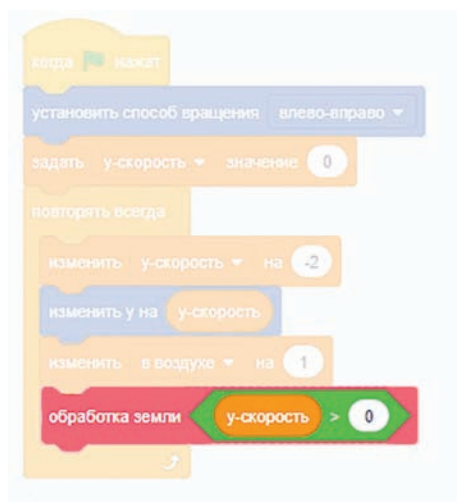 когда нажат
установить способ вращения влево-вправо
задать у-скорость значение 0
повторять всегда
изменить у-скорость на -2
изменить у на у-скорость
изменить в воздухе на 1
обработка земли у-скорость > 0